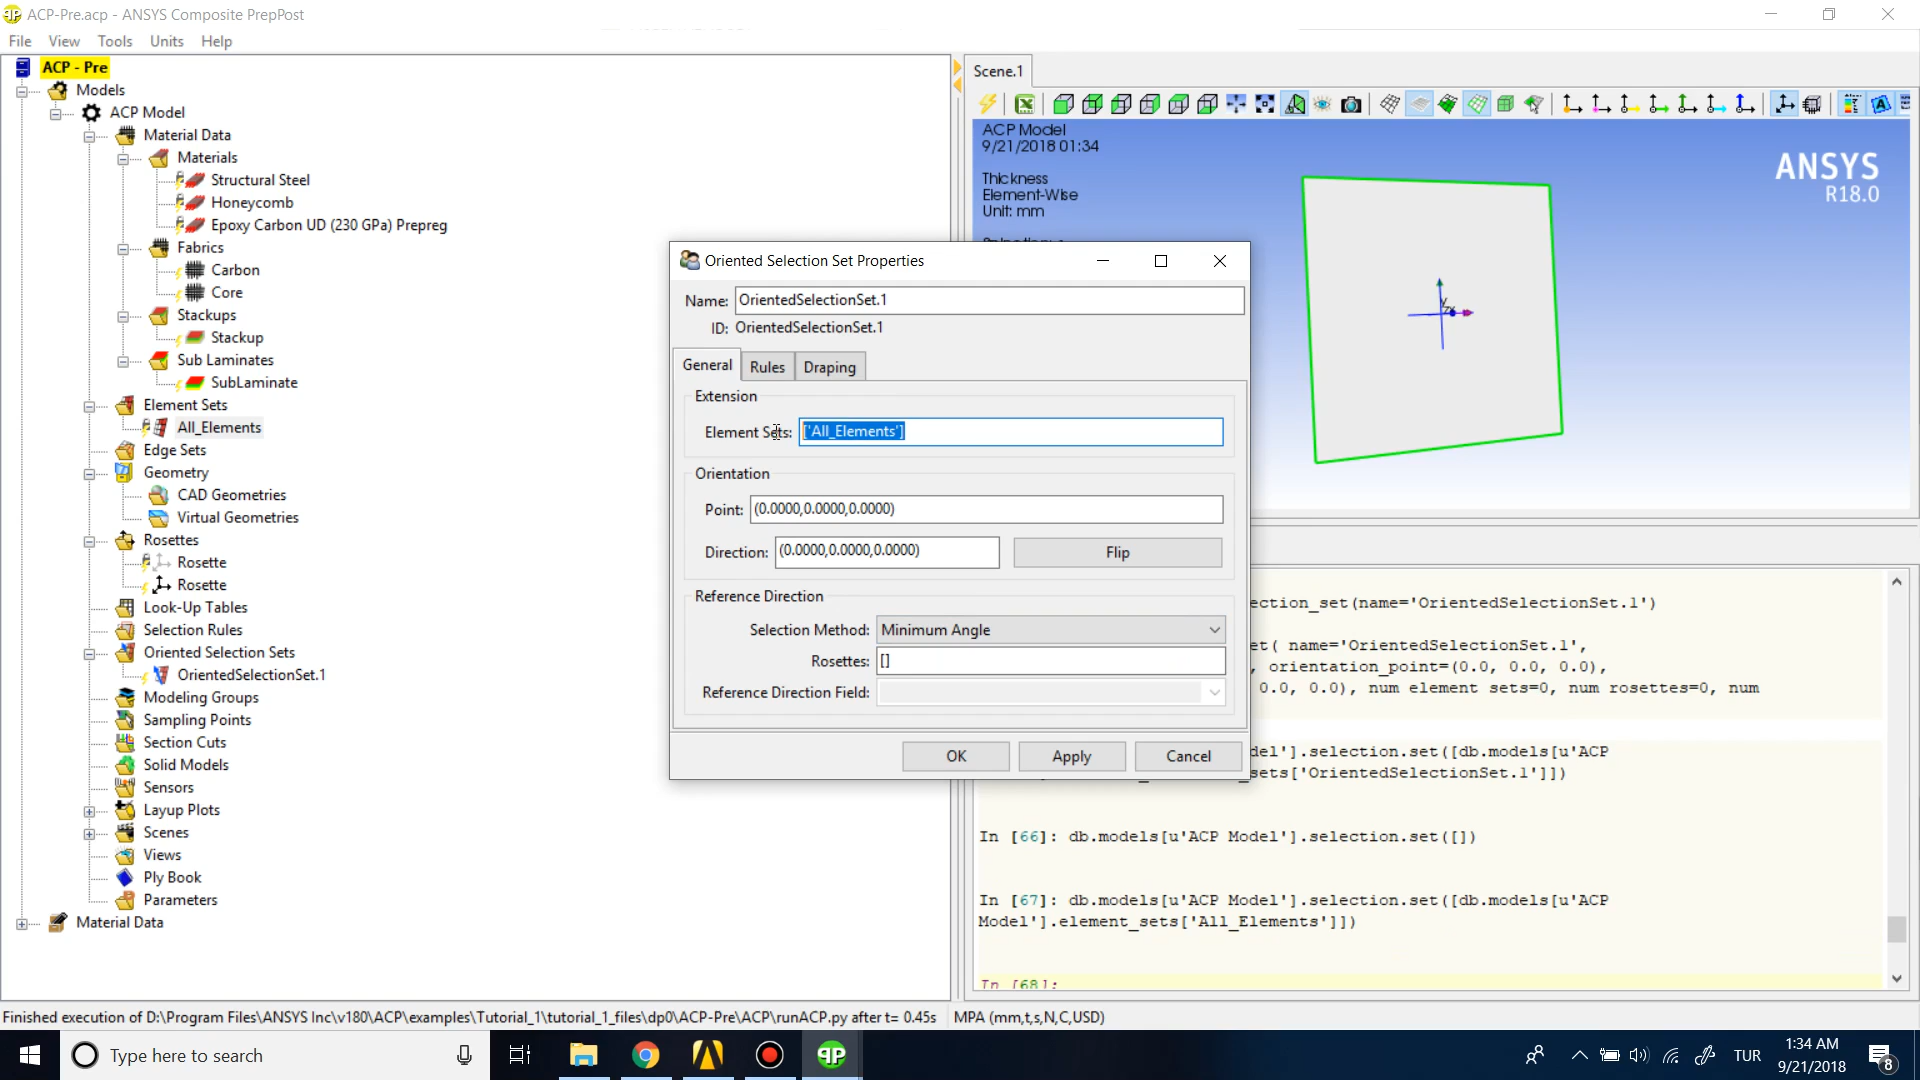 ACP-Pre.acp - ANSYS Composite PrepPost
File View Tools Units Help
ACP - Pre
Models
ACP Model
Material Data
Materials
Structural Steel
Honeycomb
Epoxy Carbon UD (230 GPa) Prepreg
Fabrics
Carbon
Core
Stackups
Stackup
Sub Laminates
SubLaminate
Element Sets
All_Elements
Edge Sets
Geometry
CAD Geometries
Virtual Geometries
Rosettes
Rosette
Rosette
Look-Up Tables
Selection Rules
Oriented Selection Sets
OrientedSelectionSet.1
Modeling Groups
Sampling Points
Section Cuts
Solid Models
Sensors
Layup Plots
Scenes
Views
Ply Book
Parameters
Material Data
Scene.1
ACP Model
9/21/2018 01:34
Thickness
Element-Wise
Unit: mm
ANSYS
R18.0
Oriented Selection Set Properties
Name: OrientedSelectionSet.1
ID: OrientedSelectionSet.1
General Rules Draping
Extension
Element Sets: ['All_Elements']
Orientation
Point: (0.0000,0.0000,0.0000)
Direction: (0.0000,0.0000,0.0000) Flip
Reference Direction
Selection Method: Minimum Angle
Rosettes: []
Reference Direction Field:
OK Apply Cancel
ection_set(name='OrientedSelectionSet.1')
et( name='OrientedSelectionSet.1',
, orientation_point=(0.0, 0.0, 0.0),
0.0, 0.0), num element sets=0, num rosettes=0, num
del'].selection.set([db.models[u'ACP
sets['OrientedSelectionSet.1']])
In [66]: db.models[u'ACP Model'].selection.set([])
In [67]: db.models[u'ACP Model'].selection.set([db.models[u'ACP
Model'].element_sets['All_Elements']])
In [68]:
Finished execution of D:\Program Files\ANSYS Inc\v180\ACP\examples\Tutorial_1\tutorial_1_files\dp0\ACP-Pre\ACP\runACP.py after t= 0.45s MPA (mm,t,s,N,C,USD)
Type here to search
TUR
1:34 AM
9/21/2018
8